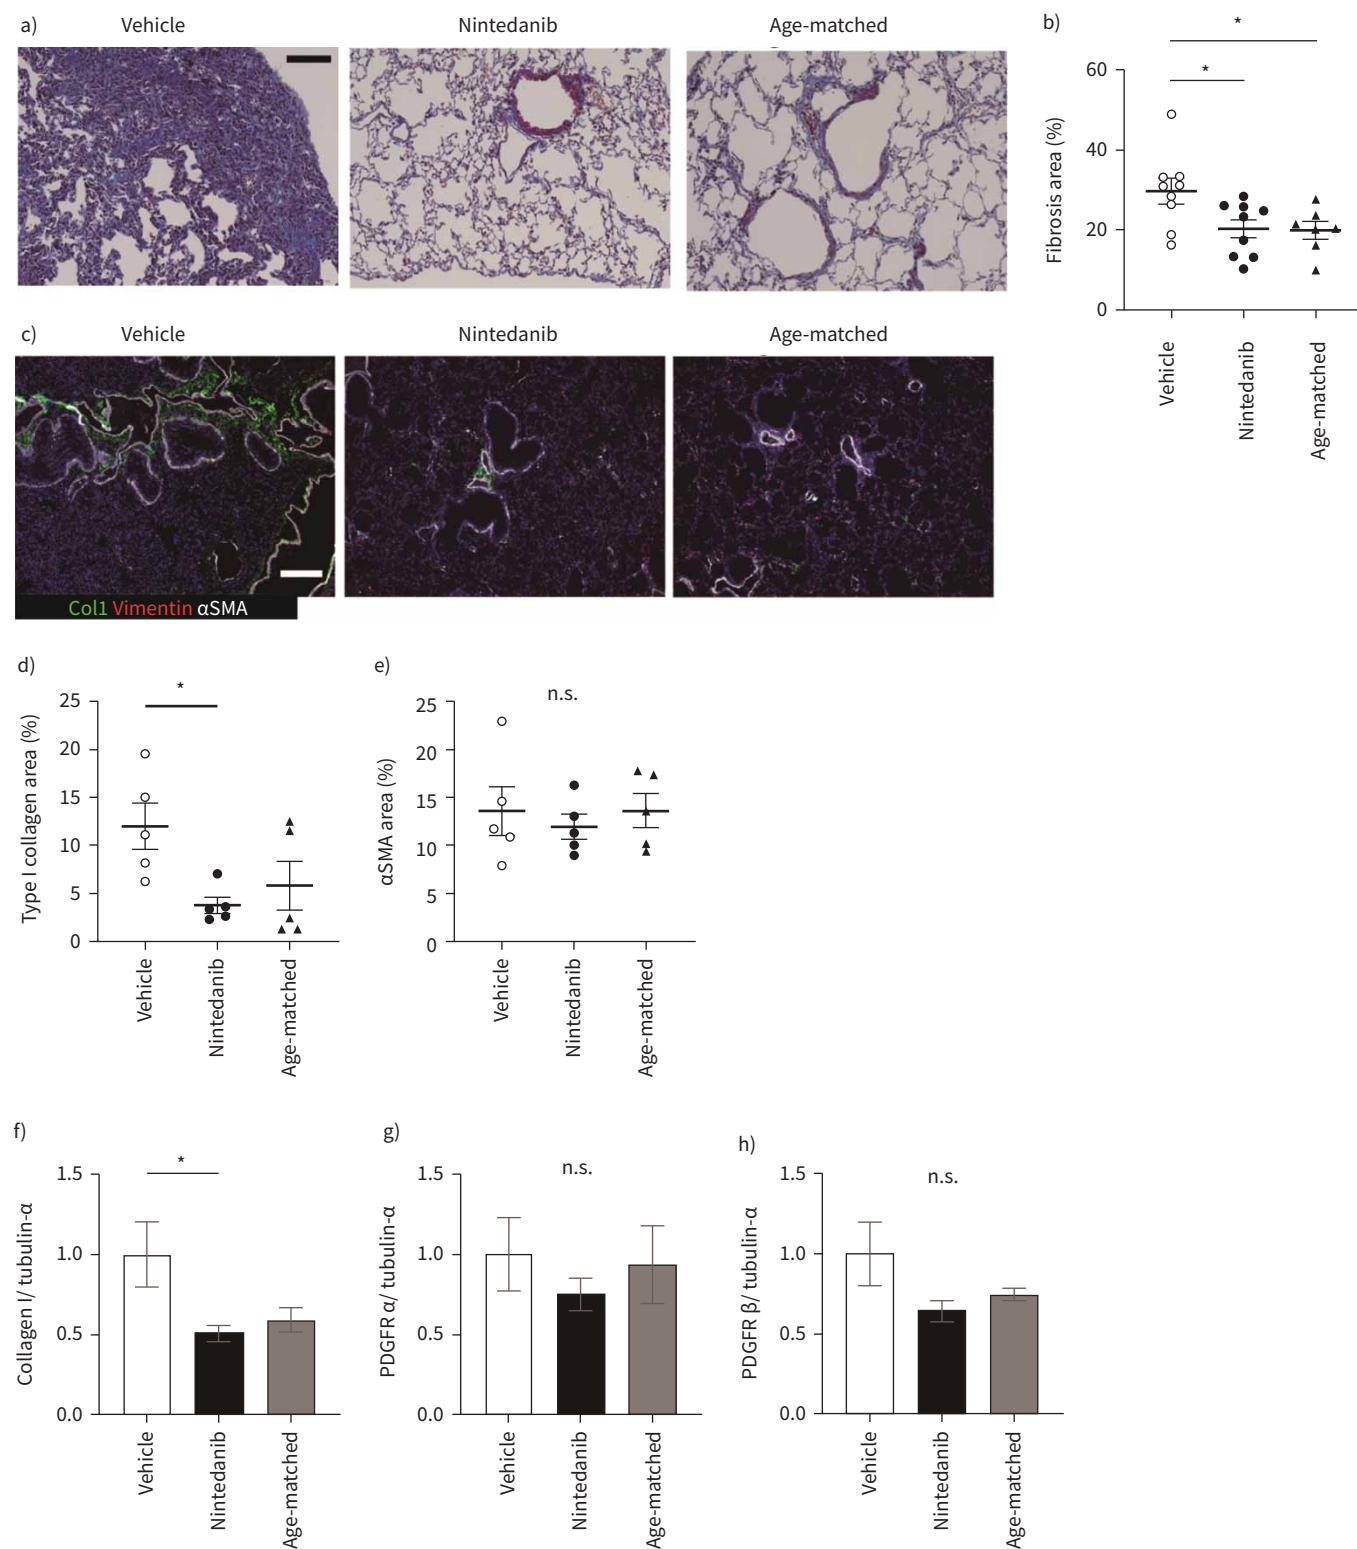 a) Vehicle Nintedanib Age-matched
b)
*
*
60
40
20
0
Fibrosis area (%)
Vehicle
Nintedanib
Age-matched
c) Vehicle Nintedanib Age-matched
Col1 Vimentin αSMA
d)
*
25
20
15
10
5
0
Type I collagen area (%)
Vehicle
Nintedanib
Age-matched
e)
n.s.
25
20
15
10
5
0
αSMA area (%)
Vehicle
Nintedanib
Age-matched
f)
*
1.5
1.0
0.5
0.0
Collagen I/ tubulin-α
Vehicle
Nintedanib
Age-matched
g)
n.s.
1.5
1.0
0.5
0.0
PDGFR α/ tubulin-α
Vehicle
Nintedanib
Age-matched
h)
n.s.
1.5
1.0
0.5
0.0
PDGFR β/ tubulin-α
Vehicle
Nintedanib
Age-matched